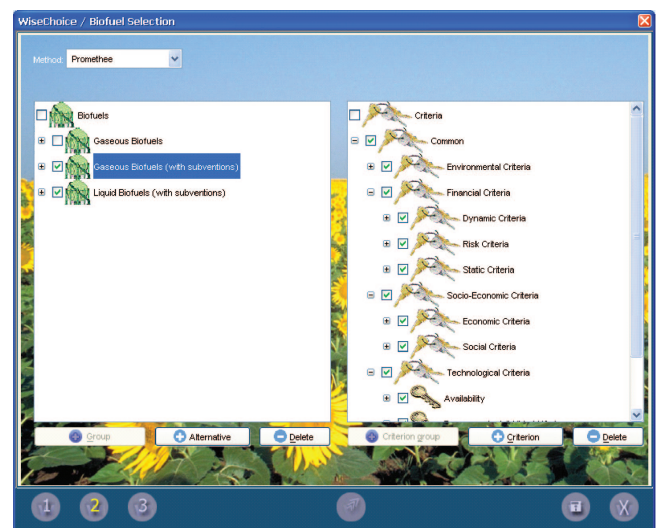 WiseChoice / Biofuel Selection
Method: Promethee
Biofuels
Gaseous Biofuels
Gaseous Biofuels (with subventions)
Liquid Biofuels (with subventions)
Criteria
Common
Environmental Criteria
Financial Criteria
Dynamic Criteria
Risk Criteria
Static Criteria
Socio-Economic Criteria
Economic Criteria
Social Criteria
Technological Criteria
Availability
Group
Alternative
Delete
Criterion group
Criterion
Delete
1
2
3
X